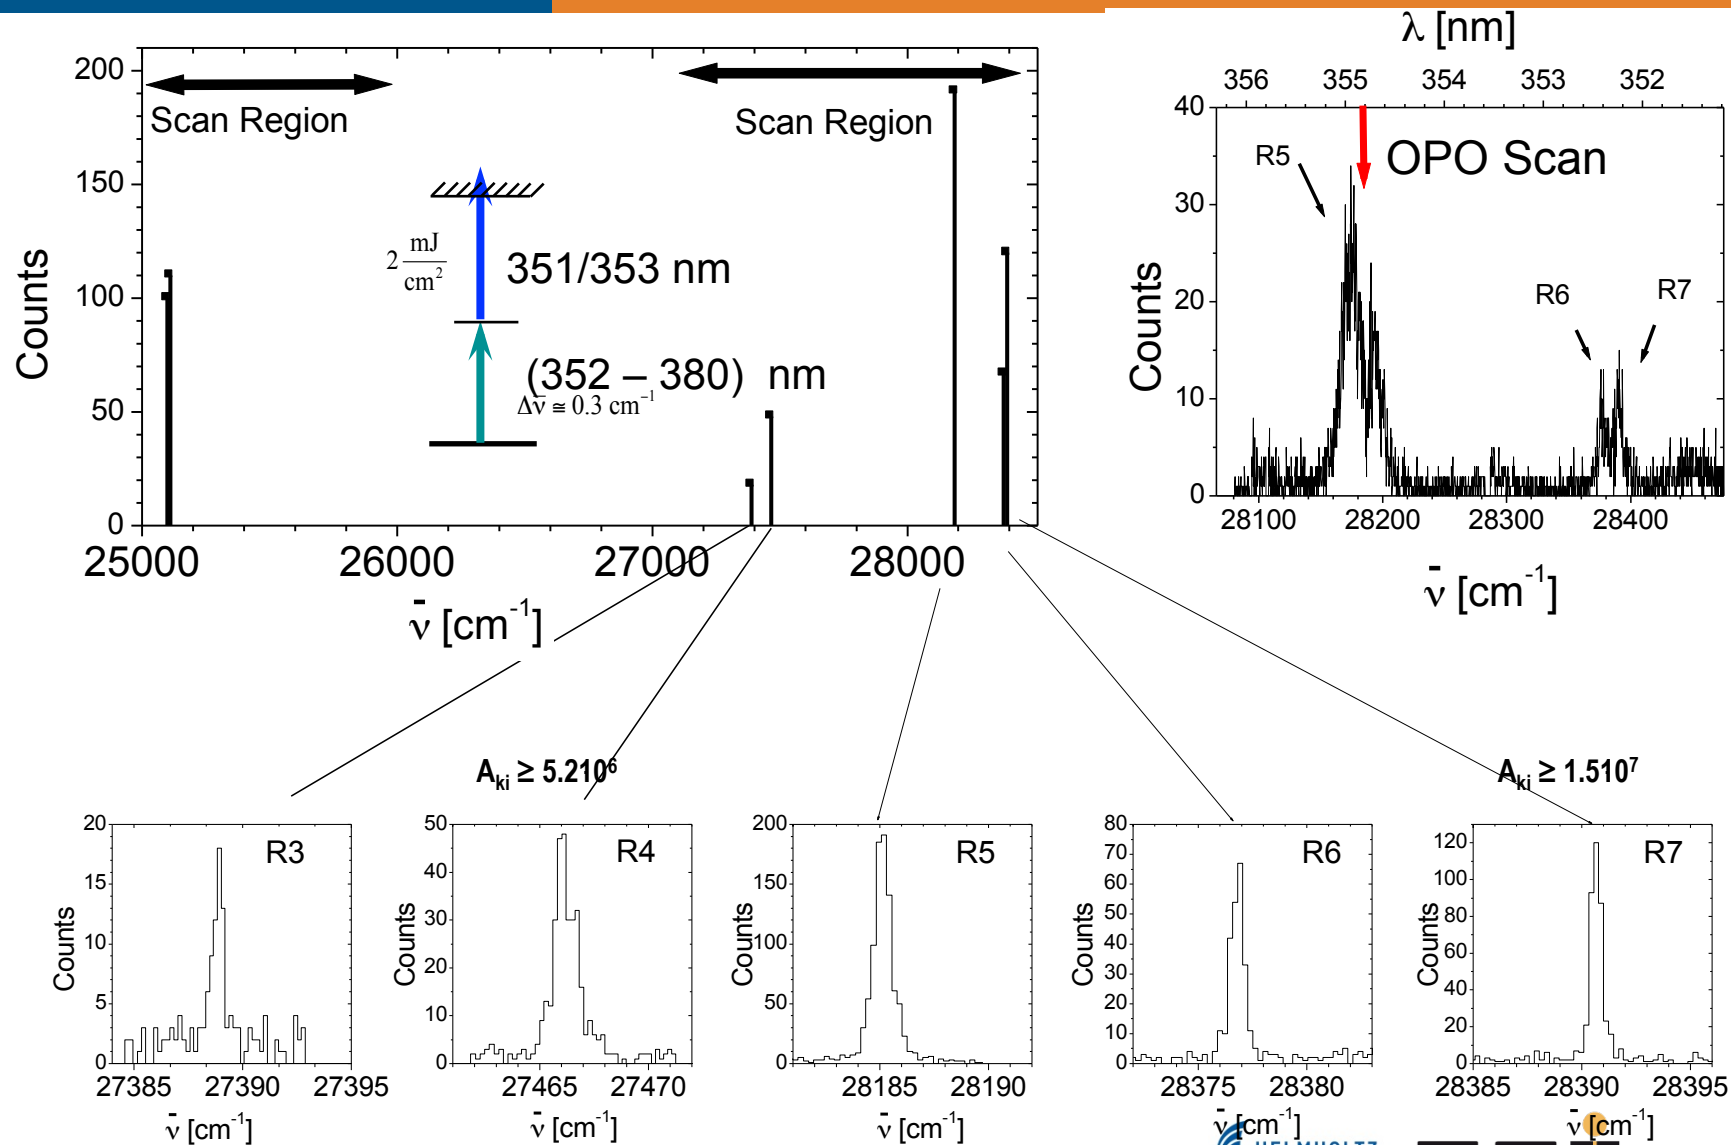 λ [nm]
356 355 354 353 352
200
150
100
50
0
Counts
Scan Region
Scan Region
2 mJ/cm²
351/353 nm
(352 – 380) nm
Δν̄ ≅ 0.3 cm⁻¹
25000 26000 27000 28000
ν̄ [cm⁻¹]
40
30
20
10
0
Counts
R5
OPO Scan
R6
R7
28100 28200 28300 28400
ν̄ [cm⁻¹]
A_ki ≥ 5.210⁶
A_ki ≥ 1.510⁷
20
15
10
5
0
Counts
R3
27385 27390 27395
ν̄ [cm⁻¹]
50
40
30
20
10
0
Counts
R4
27465 27470
ν̄ [cm⁻¹]
200
150
100
50
0
Counts
R5
28185 28190
ν̄ [cm⁻¹]
80
70
60
50
40
30
20
10
0
Counts
R6
28375 28380
ν̄ [cm⁻¹]
120
100
80
60
40
20
0
Counts
R7
28385 28390 28395
ν̄ [cm⁻¹]
HELMHOLTZ